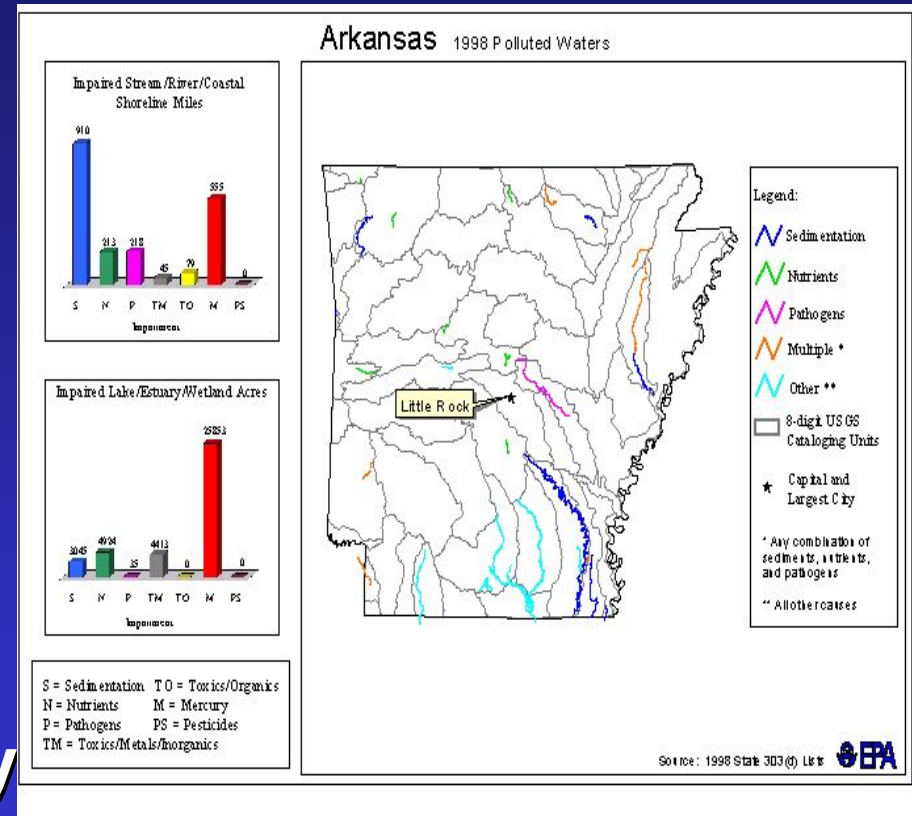 Arkansas 1998 Polluted Waters
Impaired Stream/River/Coastal
Shoreline Miles
910
213
218
45
79
555
0
S N P TM TO M PS
Impairment
Impaired Lake/Estuary/Wetland Acres
3045
4924
35
4413
0
25853
0
S N P TM TO M PS
Impairment
S = Sedimentation TO = Toxics/Organics
N = Nutrients M = Mercury
P = Pathogens PS = Pesticides
TM = Toxics/Metals/Inorganics
Little Rock
Legend:
Sedimentation
Nutrients
Pathogens
Multiple *
Other **
8-digit USGS
Cataloging Units
Capital and
Largest City
* Any combination of
sediments, nutrients,
and pathogens
** All other causes
Source: 1998 State 303(d) Lists
EPA